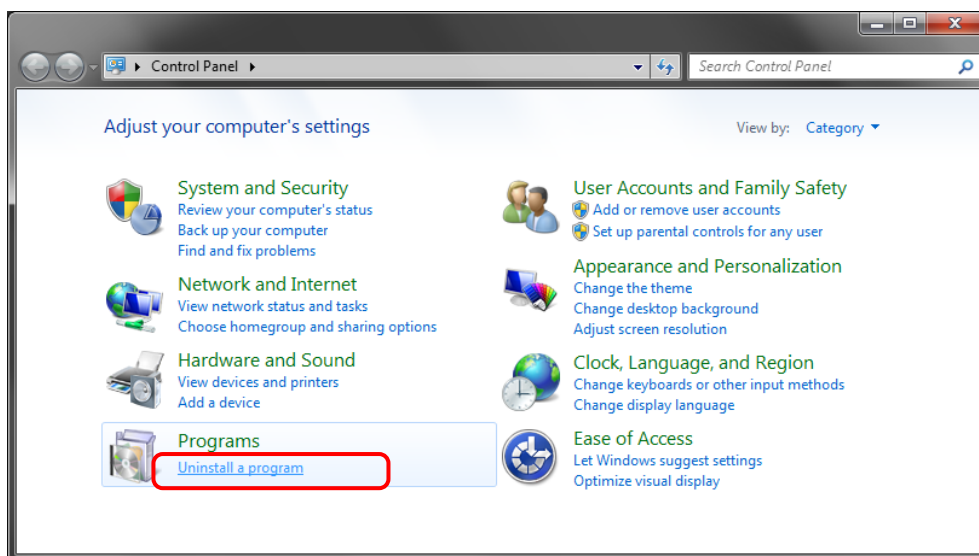 Control Panel
Search Control Panel
Adjust your computer's settings
View by: Category
System and Security
Review your computer's status
Back up your computer
Find and fix problems
Network and Internet
View network status and tasks
Choose homegroup and sharing options
Hardware and Sound
View devices and printers
Add a device
Programs
Uninstall a program
User Accounts and Family Safety
Add or remove user accounts
Set up parental controls for any user
Appearance and Personalization
Change the theme
Change desktop background
Adjust screen resolution
Clock, Language, and Region
Change keyboards or other input methods
Change display language
Ease of Access
Let Windows suggest settings
Optimize visual display